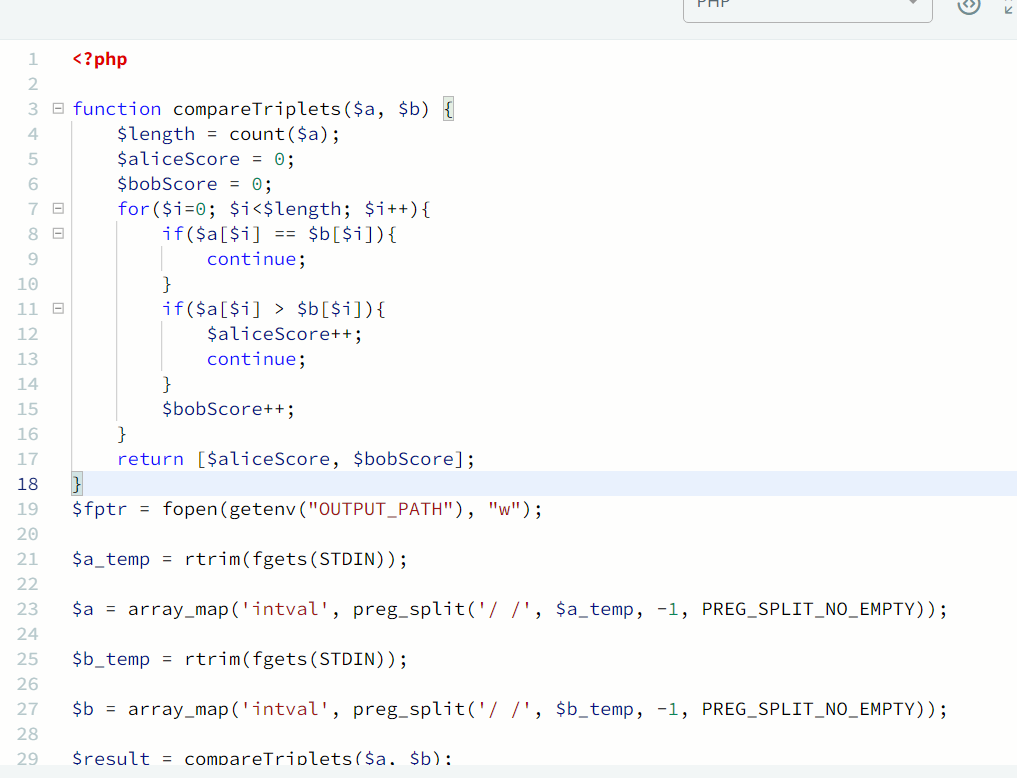 PHP
1 <?php
2
3 function compareTriplets($a, $b) {
4     $length = count($a);
5     $aliceScore = 0;
6     $bobScore = 0;
7     for($i=0; $i<$length; $i++){
8         if($a[$i] == $b[$i]){
9             continue;
10         }
11         if($a[$i] > $b[$i]){
12             $aliceScore++;
13             continue;
14         }
15         $bobScore++;
16     }
17     return [$aliceScore, $bobScore];
18 }
19 $fptr = fopen(getenv("OUTPUT_PATH"), "w");
20
21 $a_temp = rtrim(fgets(STDIN));
22
23 $a = array_map('intval', preg_split('/ /', $a_temp, -1, PREG_SPLIT_NO_EMPTY));
24
25 $b_temp = rtrim(fgets(STDIN));
26
27 $b = array_map('intval', preg_split('/ /', $b_temp, -1, PREG_SPLIT_NO_EMPTY));
28
29 $result = compareTriplets($a, $b);